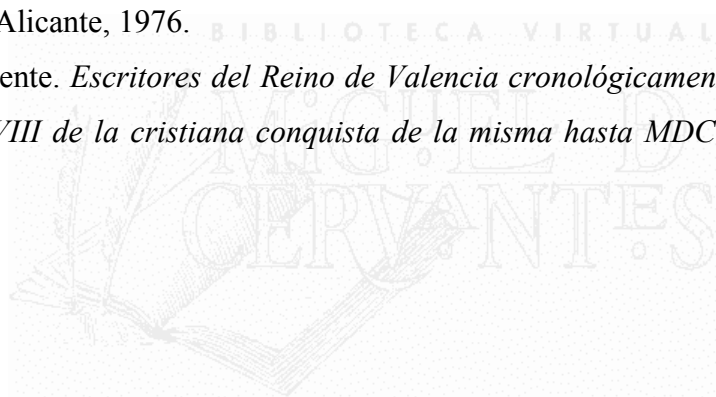 Alicante, 1976.
BIBLIOTECA VIRTUAL
ente. Escritores del Reino de Valencia cronológicamen
VIII de la cristiana conquista de la misma hasta MDC
MIGUEL D
CERVANTES